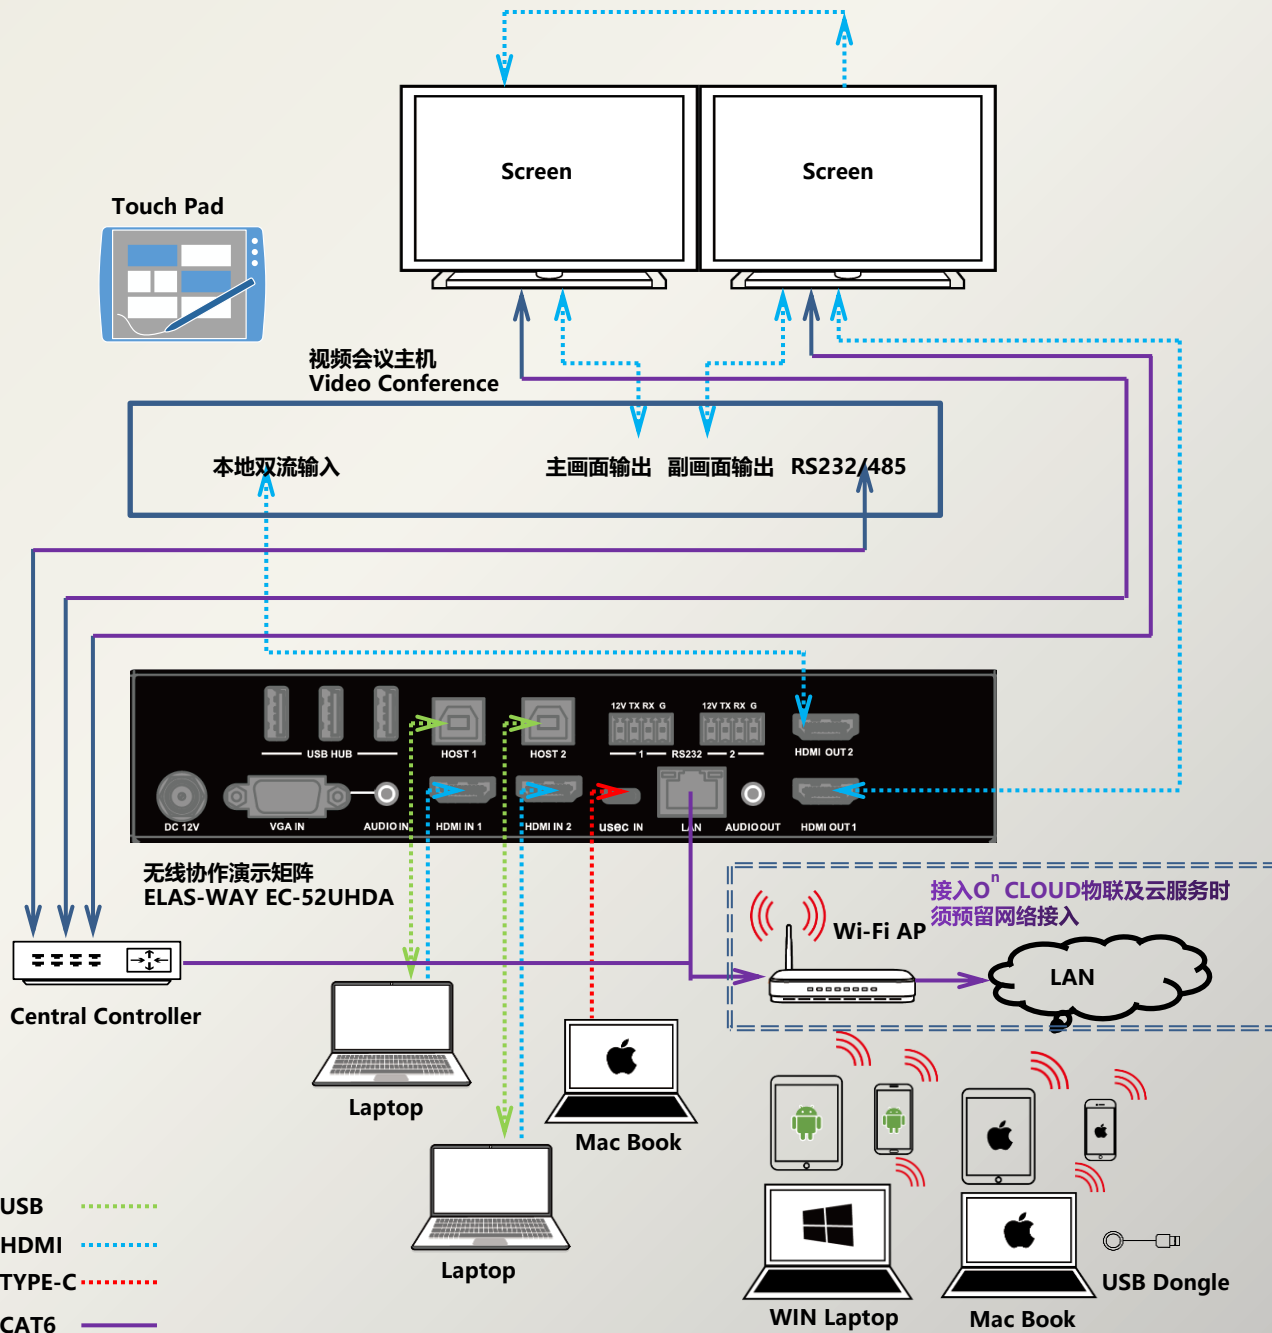 Screen
Screen
Touch Pad
视频会议主机
Video Conference
本地双流输入
主画面输出
副画面输出
RS232/485
12V TX RX G
12V TX RX G
USB HUB
HOST 1
HOST 2
1
RS232
2
HDMI OUT 2
DC 12V
VGA IN
AUDIO IN
HDMI IN 1
HDMI IN 2
USBC IN
LAN
AUDIO OUT
HDMI OUT 1
无线协作演示矩阵
ELAS-WAY EC-52UHDA
接入Oⁿ CLOUD物联及云服务时
须预留网络接入
Wi-Fi AP
LAN
Central Controller
Laptop
Mac Book
Laptop
USB
HDMI
TYPE-C
CAT6
WIN Laptop
Mac Book
USB Dongle